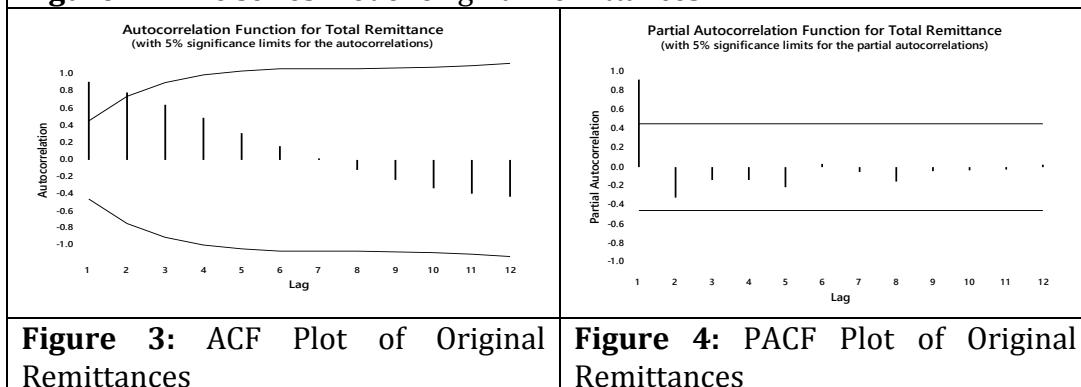 Autocorrelation Function for Total Remittance
(with 5% significance limits for the autocorrelations)
1.0
0.8
0.6
0.4
0.2
0.0
-0.2
-0.4
-0.6
-0.8
-1.0
Autocorrelation
1 2 3 4 5 6 7 8 9 10 11 12
Lag
Partial Autocorrelation Function for Total Remittance
(with 5% significance limits for the partial autocorrelations)
1.0
0.8
0.6
0.4
0.2
0.0
-0.2
-0.4
-0.6
-0.8
-1.0
Partial Autocorrelation
1 2 3 4 5 6 7 8 9 10 11 12
Lag
Figure 3: ACF Plot of Original
Remittances
Figure 4: PACF Plot of Original
Remittances